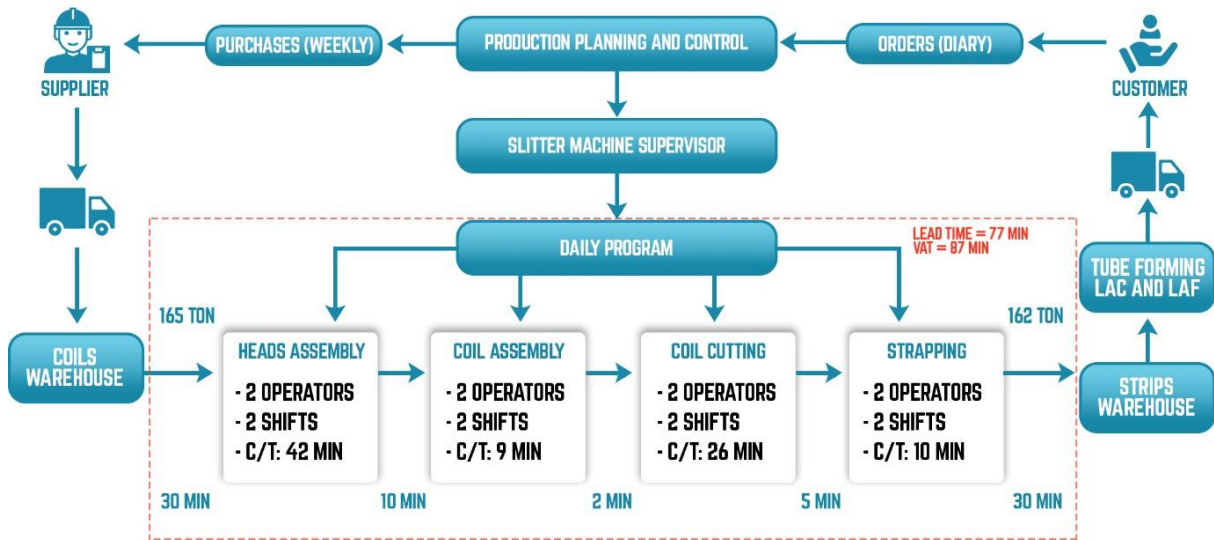 PURCHASES (WEEKLY)
PRODUCTION PLANNING AND CONTROL
ORDERS (DIARY)
SUPPLIER
CUSTOMER
SLITTER MACHINE SUPERVISOR
DAILY PROGRAM
LEAD TIME = 77 MIN
VAT = 87 MIN
TUBE FORMING
LAC AND LAF
165 TON
162 TON
COILS
WAREHOUSE
HEADS ASSEMBLY
- 2 OPERATORS
- 2 SHIFTS
- C/T: 42 MIN
COIL ASSEMBLY
- 2 OPERATORS
- 2 SHIFTS
- C/T: 9 MIN
COIL CUTTING
- 2 OPERATORS
- 2 SHIFTS
- C/T: 26 MIN
STRAPPING
- 2 OPERATORS
- 2 SHIFTS
- C/T: 10 MIN
STRIPS
WAREHOUSE
30 MIN
10 MIN
2 MIN
5 MIN
30 MIN